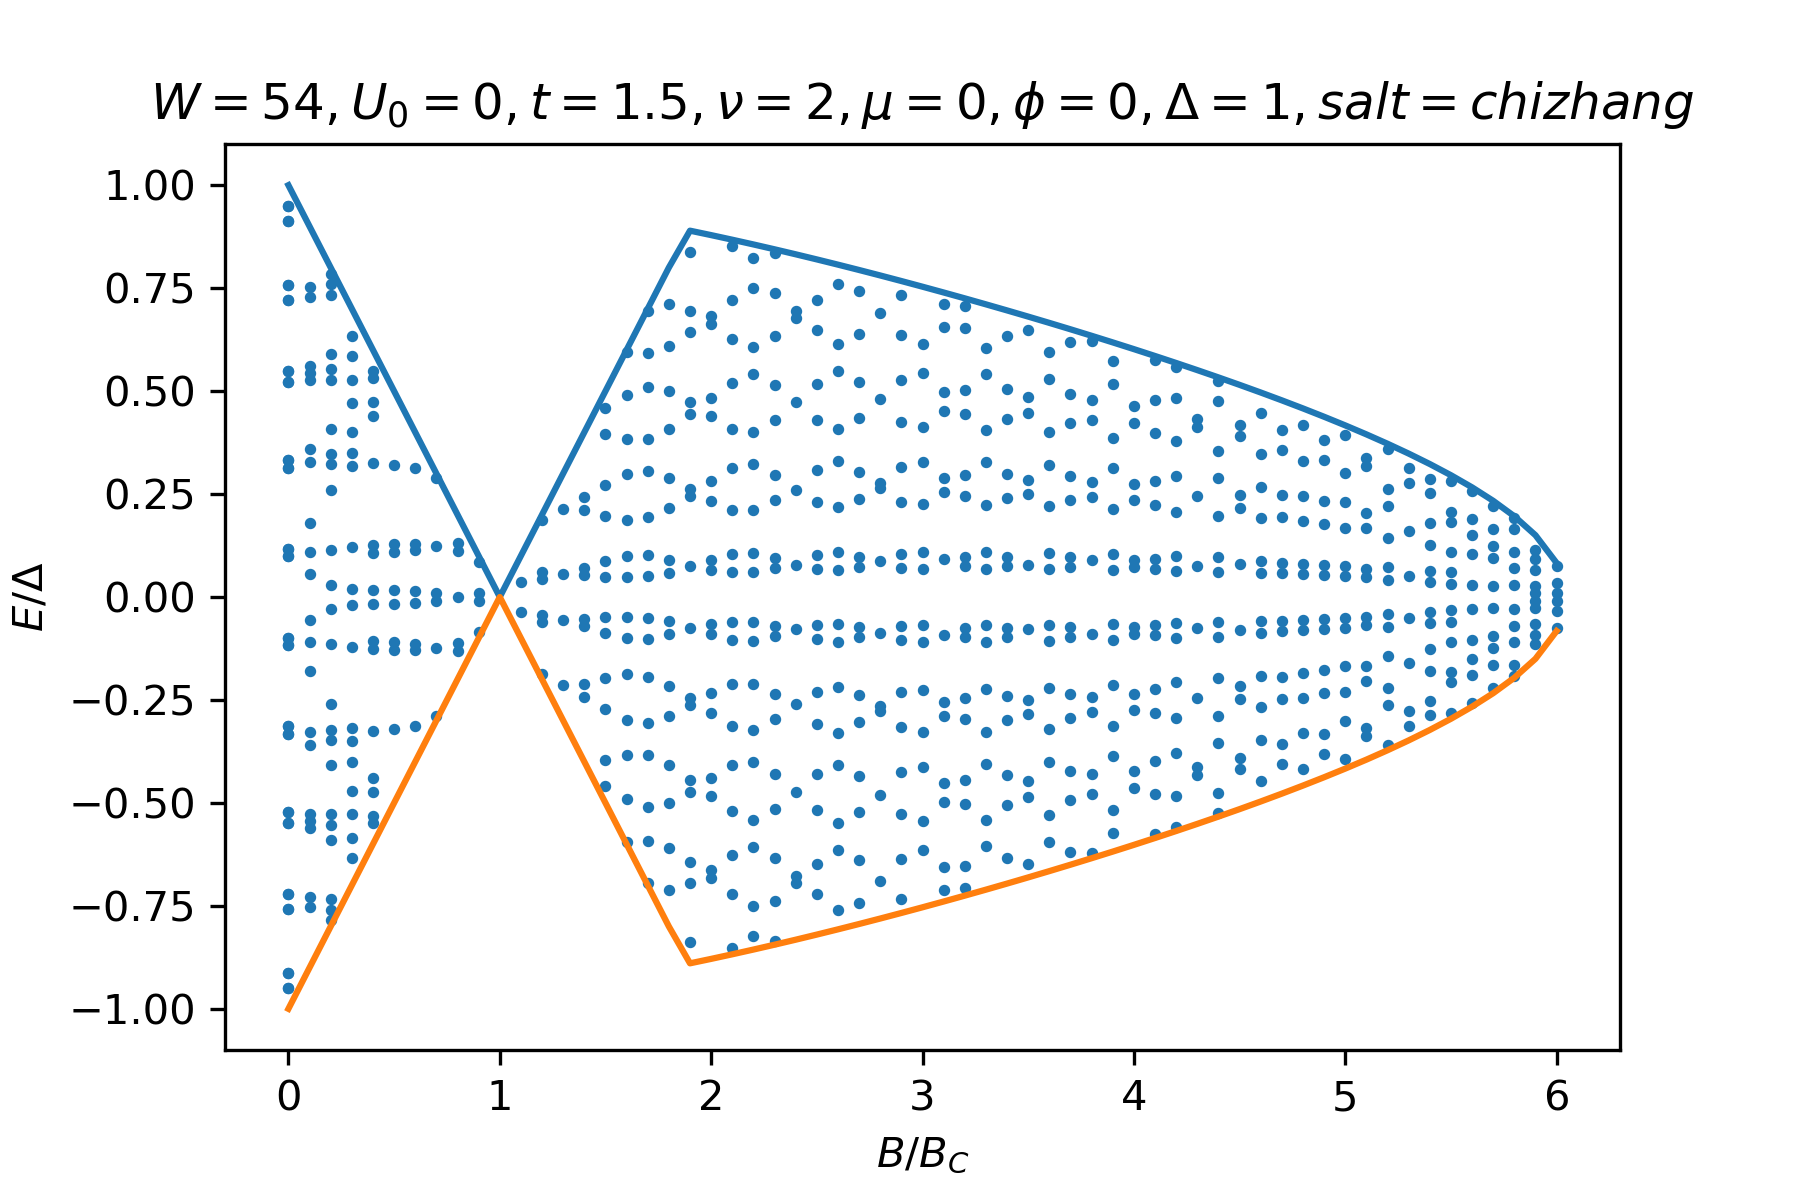 W = 54, U₀ = 0, t = 1.5, ν = 2, μ = 0, ϕ = 0, Δ = 1, salt = chizhang
1.00
0.75
0.50
0.25
0.00
−0.25
−0.50
−0.75
−1.00
E/Δ
0 1 2 3 4 5 6
B/B_C